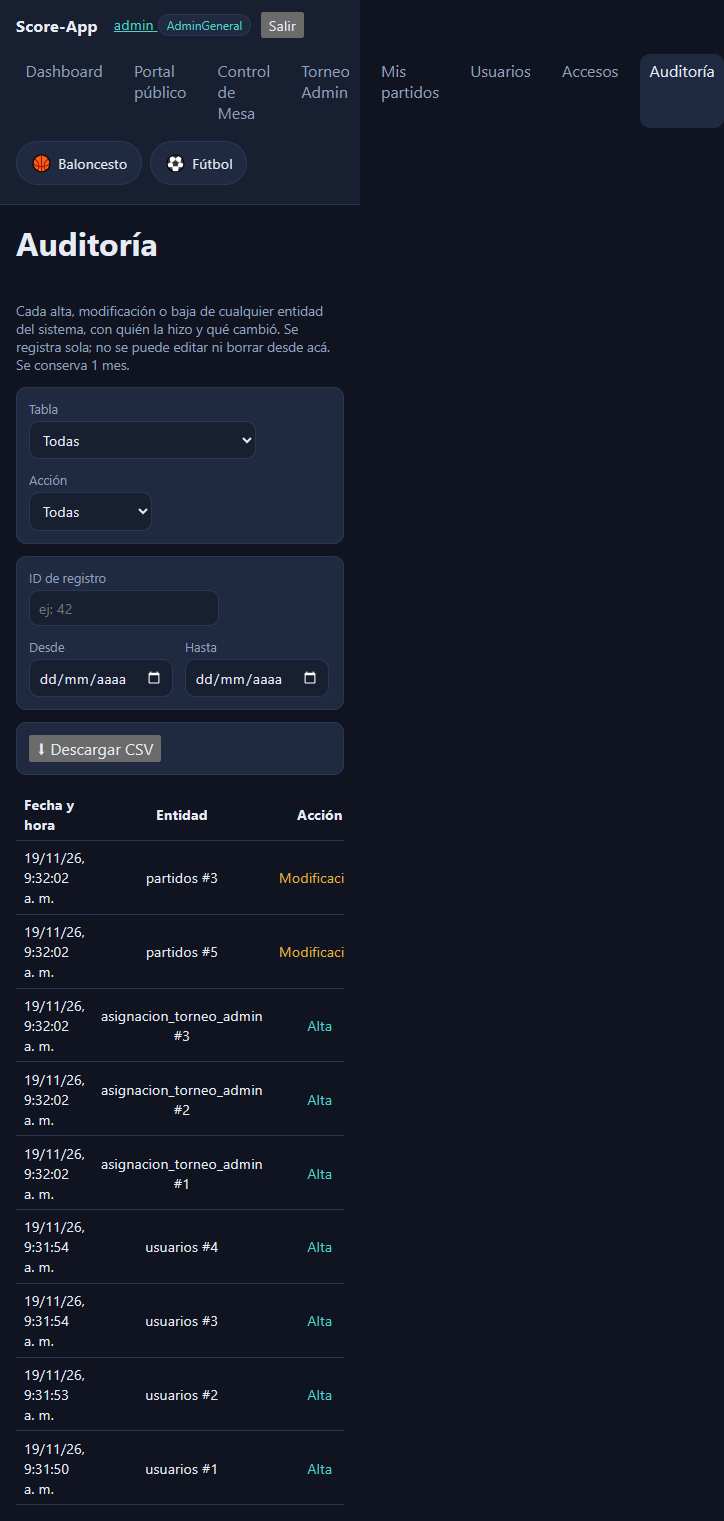 Score-App admin AdminGeneral Salir
Dashboard Portal público Control de Mesa Torneo Admin Mis partidos Usuarios Accesos Auditoría
Baloncesto Fútbol
Auditoría
Cada alta, modificación o baja de cualquier entidad
del sistema, con quién la hizo y qué cambió. Se
registra sola; no se puede editar ni borrar desde acá.
Se conserva 1 mes.
Tabla
Todas
Acción
Todas
ID de registro
ej: 42
Desde Hasta
dd/mm/aaaa dd/mm/aaaa
⬇ Descargar CSV
Fecha y hora Entidad Acción
19/11/26, 9:32:02 a. m. partidos #3 Modificaci
19/11/26, 9:32:02 a. m. partidos #5 Modificaci
19/11/26, 9:32:02 a. m. asignacion_torneo_admin #3 Alta
19/11/26, 9:32:02 a. m. asignacion_torneo_admin #2 Alta
19/11/26, 9:32:02 a. m. asignacion_torneo_admin #1 Alta
19/11/26, 9:31:54 a. m. usuarios #4 Alta
19/11/26, 9:31:54 a. m. usuarios #3 Alta
19/11/26, 9:31:53 a. m. usuarios #2 Alta
19/11/26, 9:31:50 a. m. usuarios #1 Alta